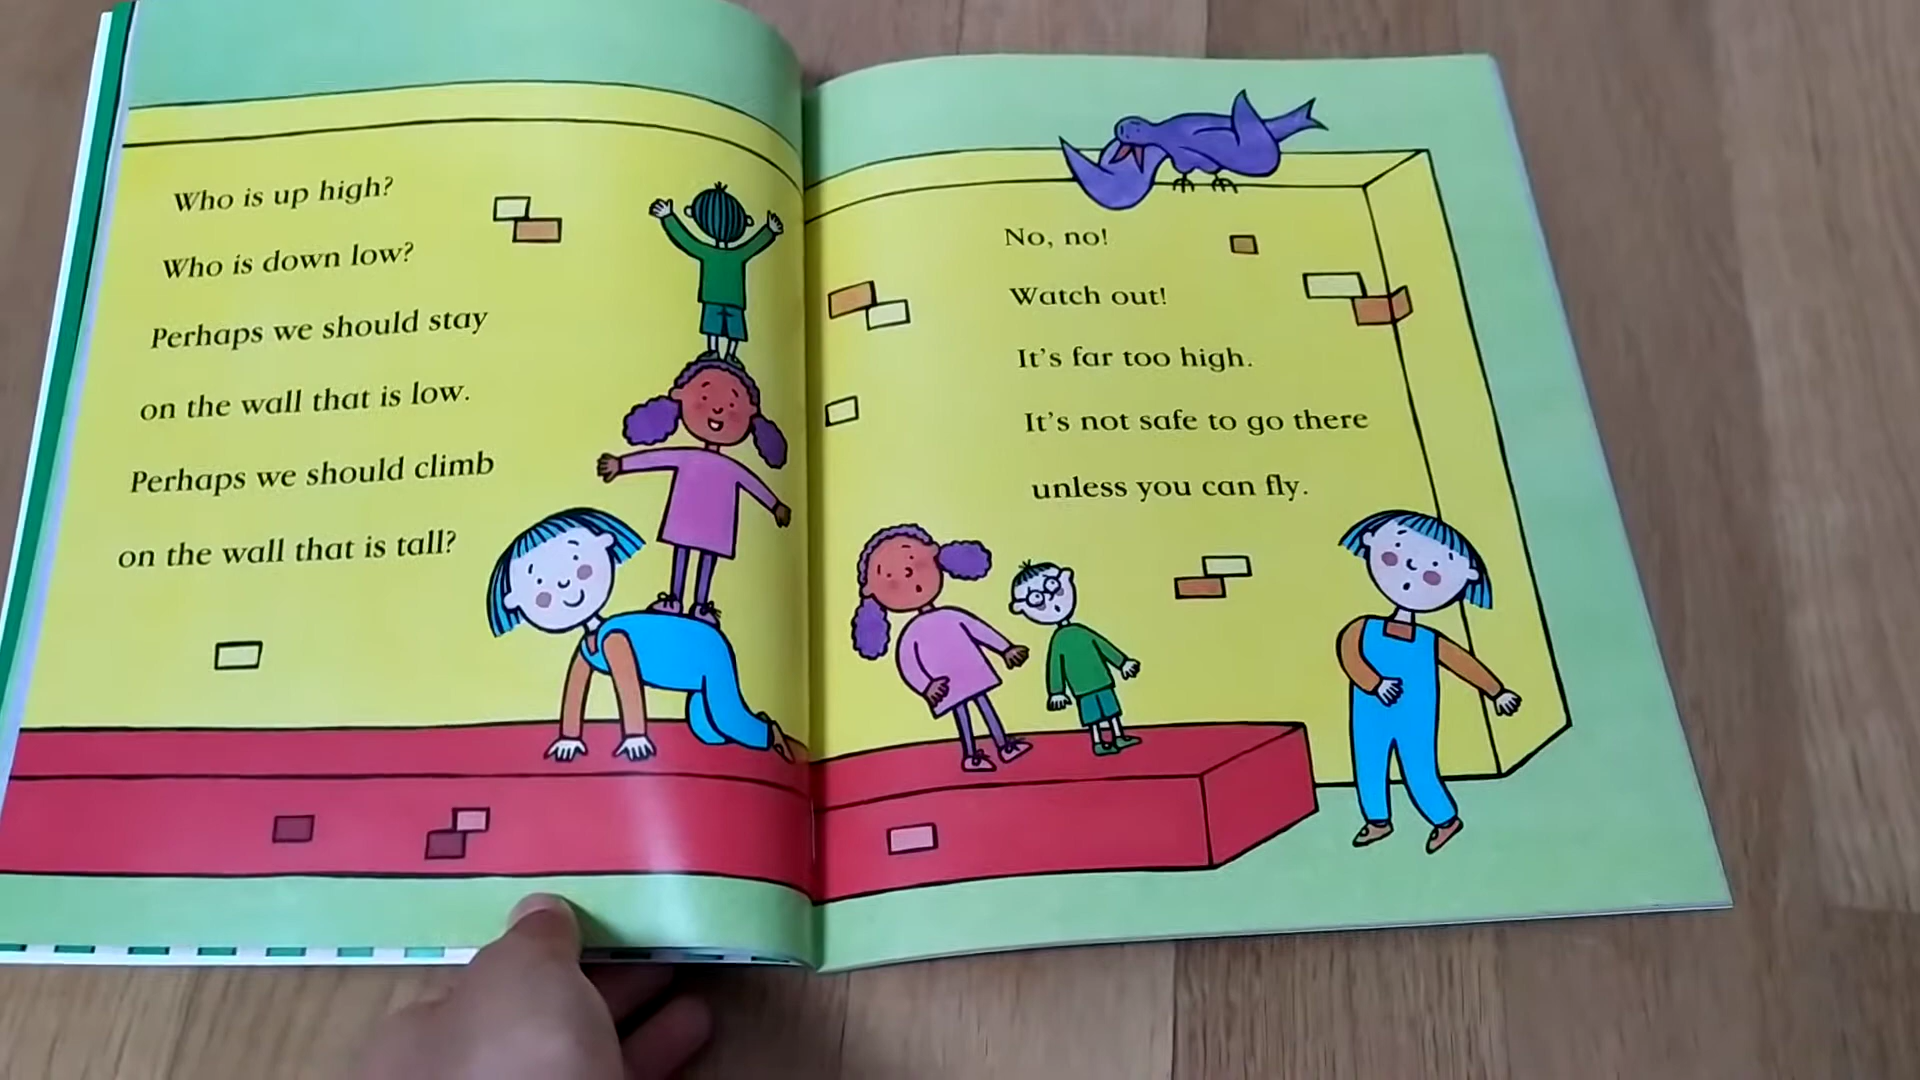 Who is up high?
Who is down low?
Perhaps we should stay
on the wall that is low.
Perhaps we should climb
on the wall that is tall?
No, no!
Watch out!
It's far too high.
It's not safe to go there
unless you can fly.